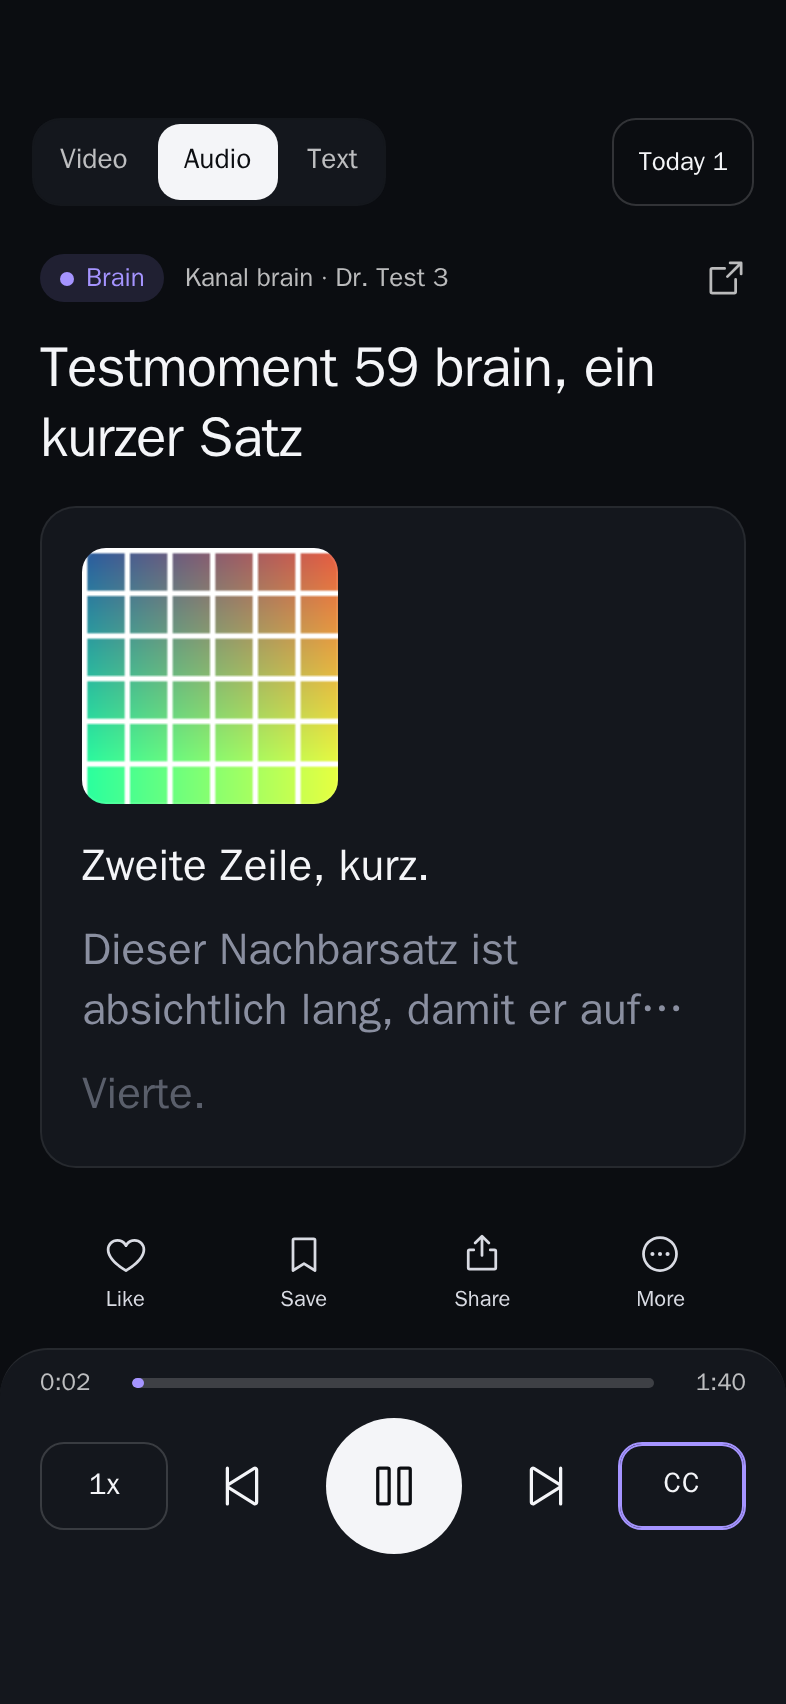 Video
Audio
Text
Today 1
Brain
Kanal brain · Dr. Test 3
Testmoment 59 brain, ein
kurzer Satz
Zweite Zeile, kurz.
Dieser Nachbarsatz ist
absichtlich lang, damit er auf…
Vierte.
Like
Save
Share
More
0:02
1:40
1x
CC